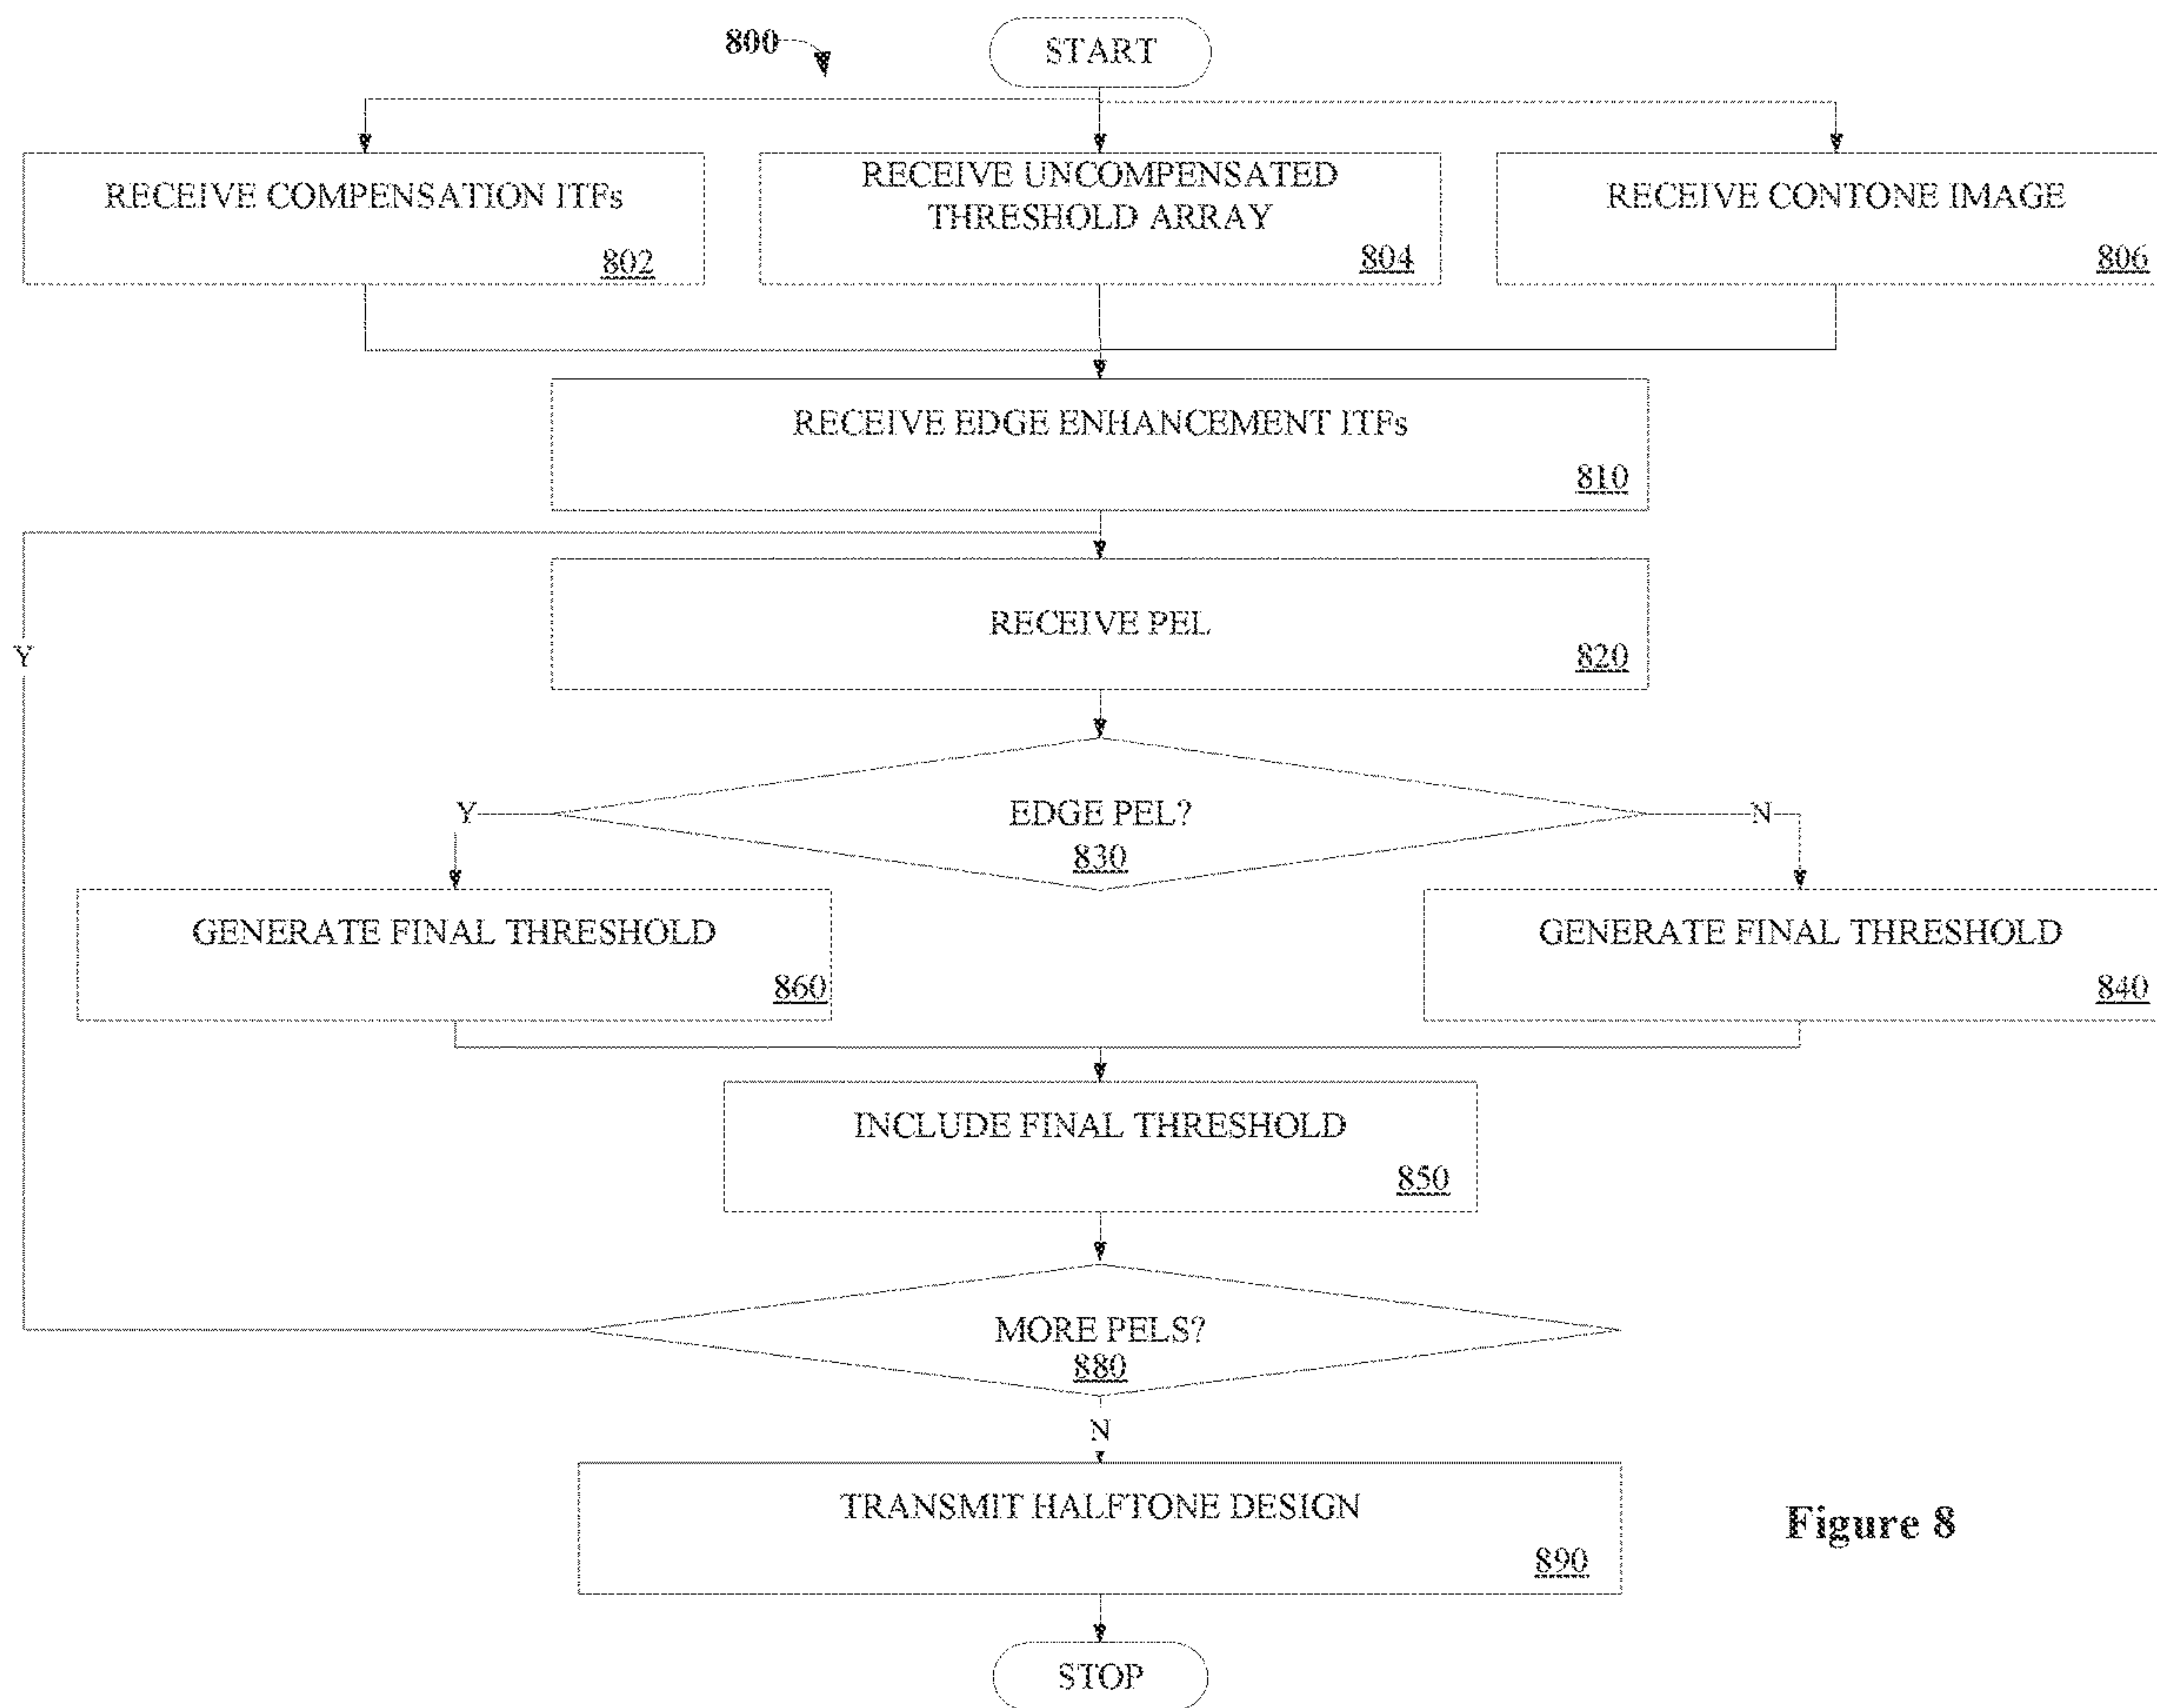 800
START
RECEIVE COMPENSATION ITFs
802
RECEIVE UNCOMPENSATED
THRESHOLD ARRAY
804
RECEIVE CONTONE IMAGE
806
RECEIVE EDGE ENHANCEMENT ITFs
810
RECEIVE PEL
820
Y
EDGE PEL?
830
Y
N
GENERATE FINAL THRESHOLD
860
GENERATE FINAL THRESHOLD
840
INCLUDE FINAL THRESHOLD
850
MORE PELS?
880
N
TRANSMIT HALFTONE DESIGN
890
Figure 8
STOP